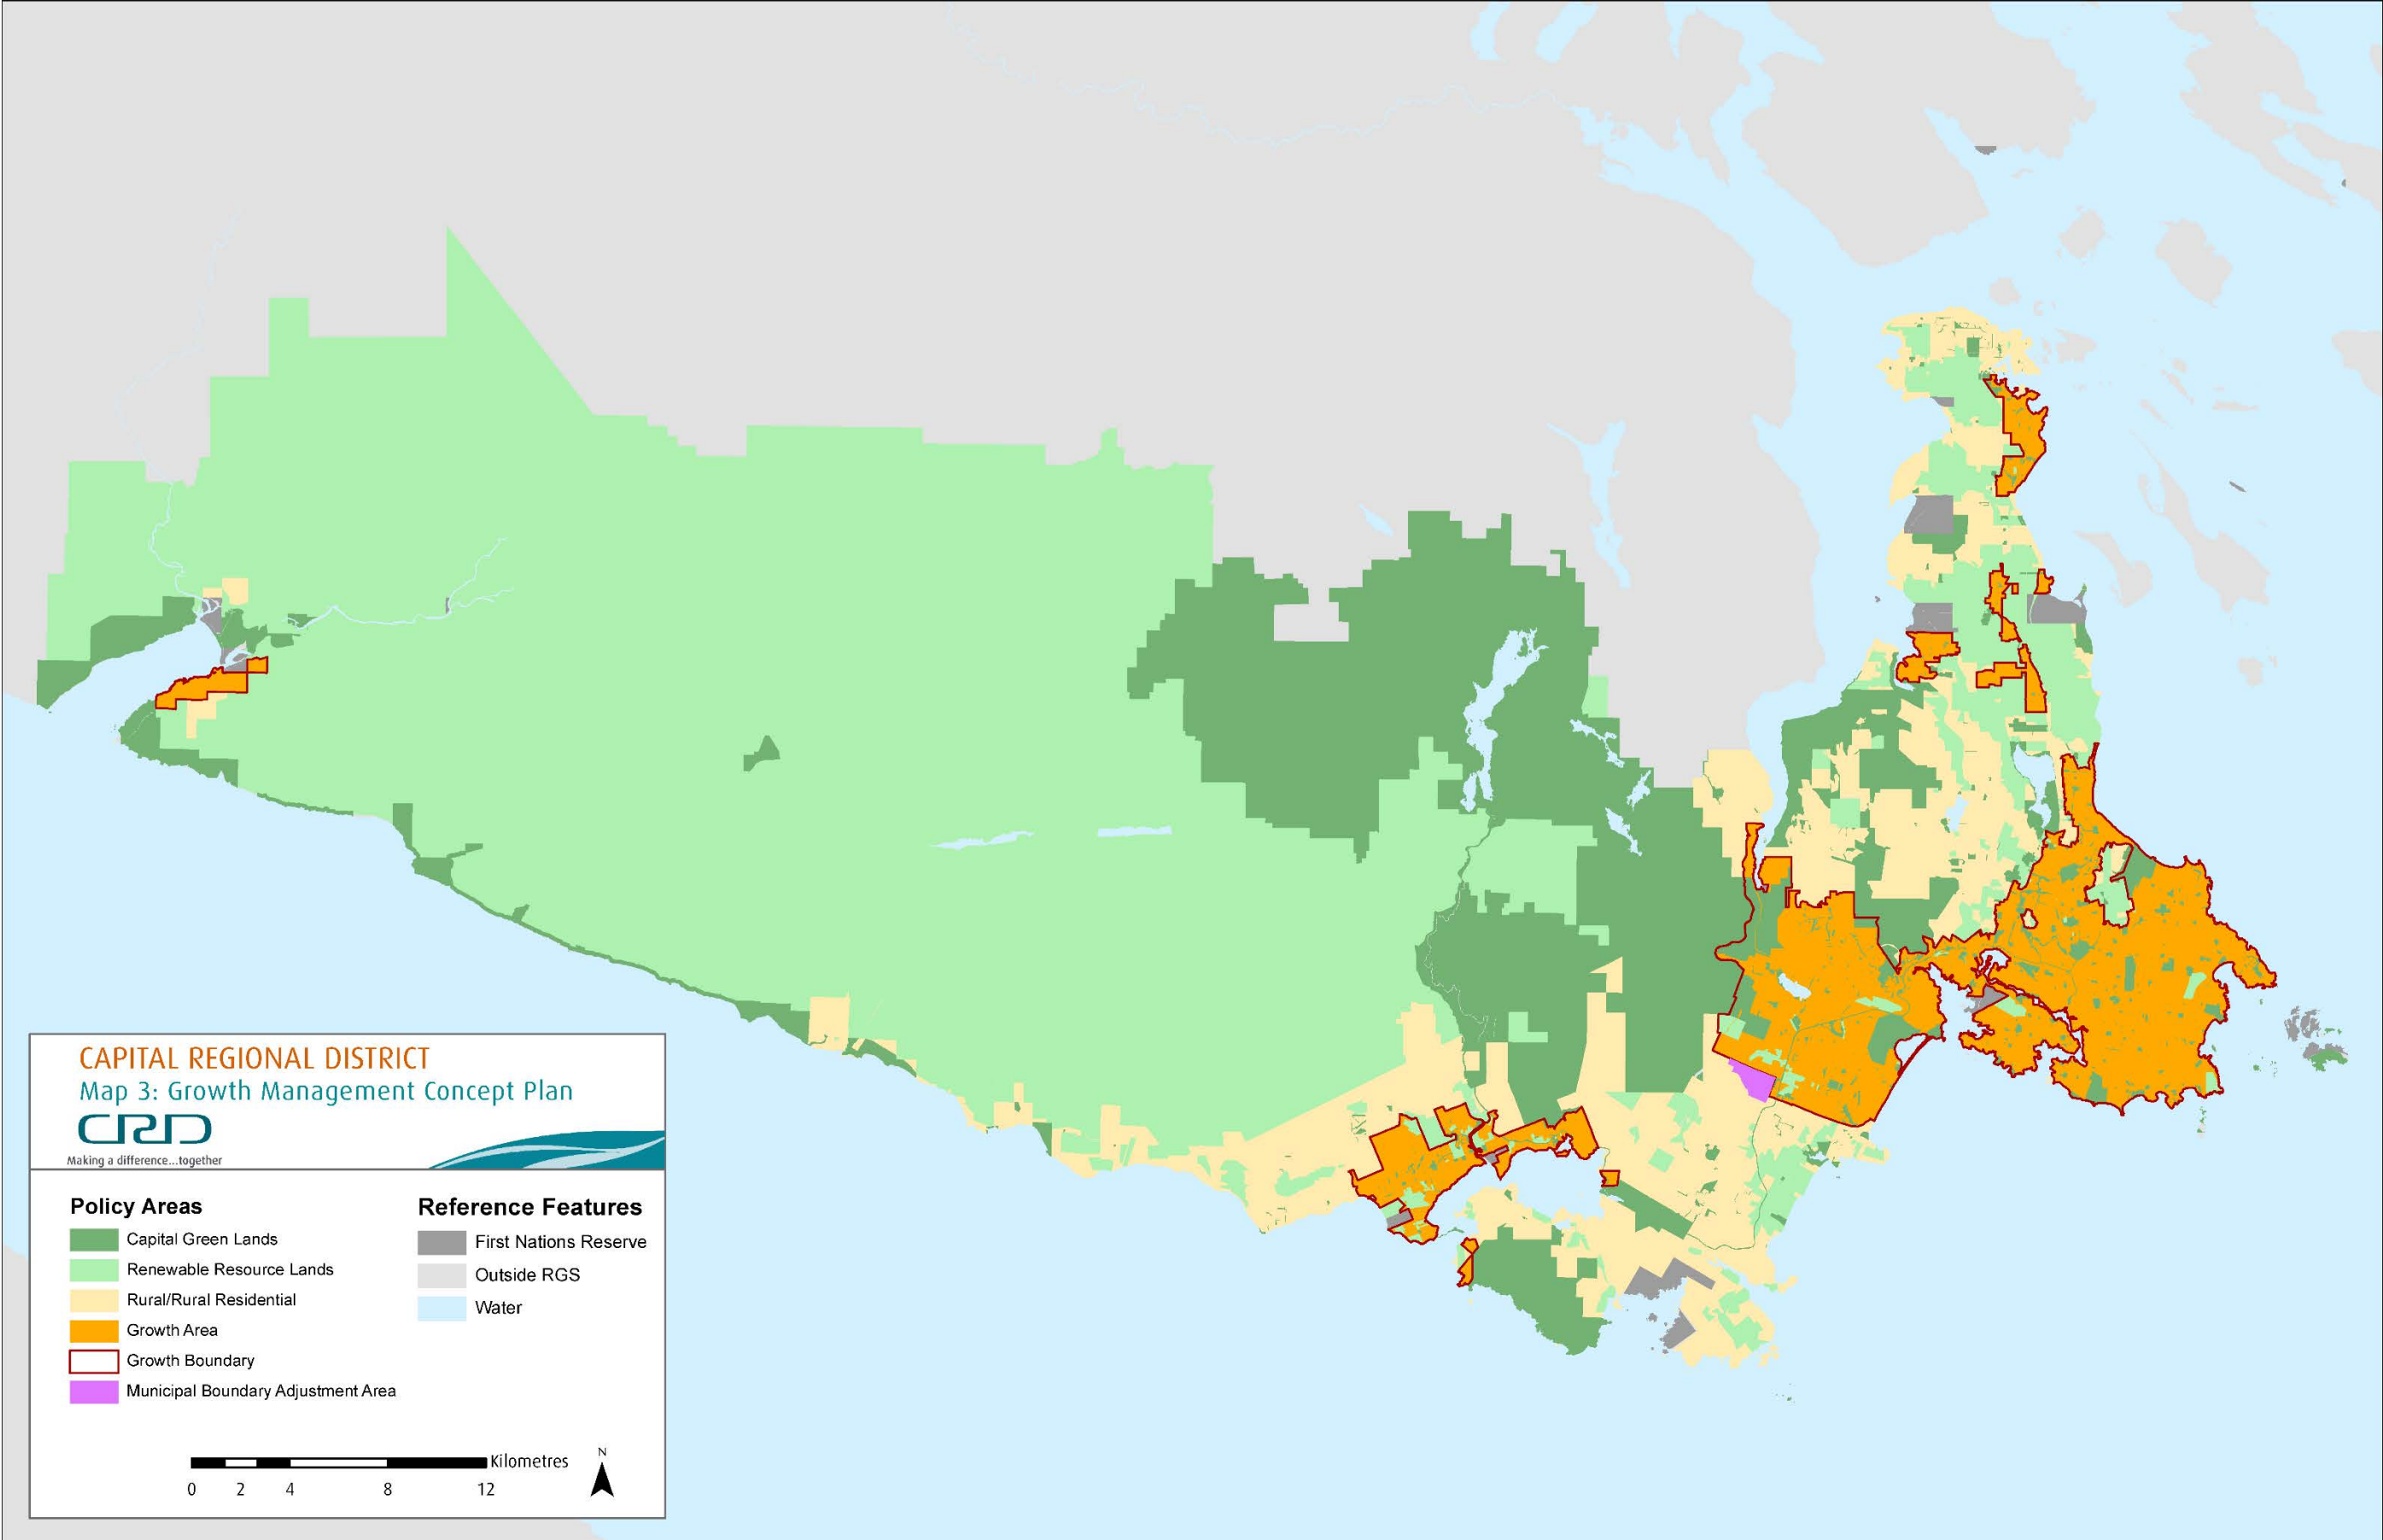 CAPITAL REGIONAL DISTRICT
Map 3: Growth Management Concept Plan
CRD
Making a difference...together
Policy Areas
Capital Green Lands
Renewable Resource Lands
Rural/Rural Residential
Growth Area
Growth Boundary
Municipal Boundary Adjustment Area
Reference Features
First Nations Reserve
Outside RGS
Water
Kilometres
0 2 4 8 12
N